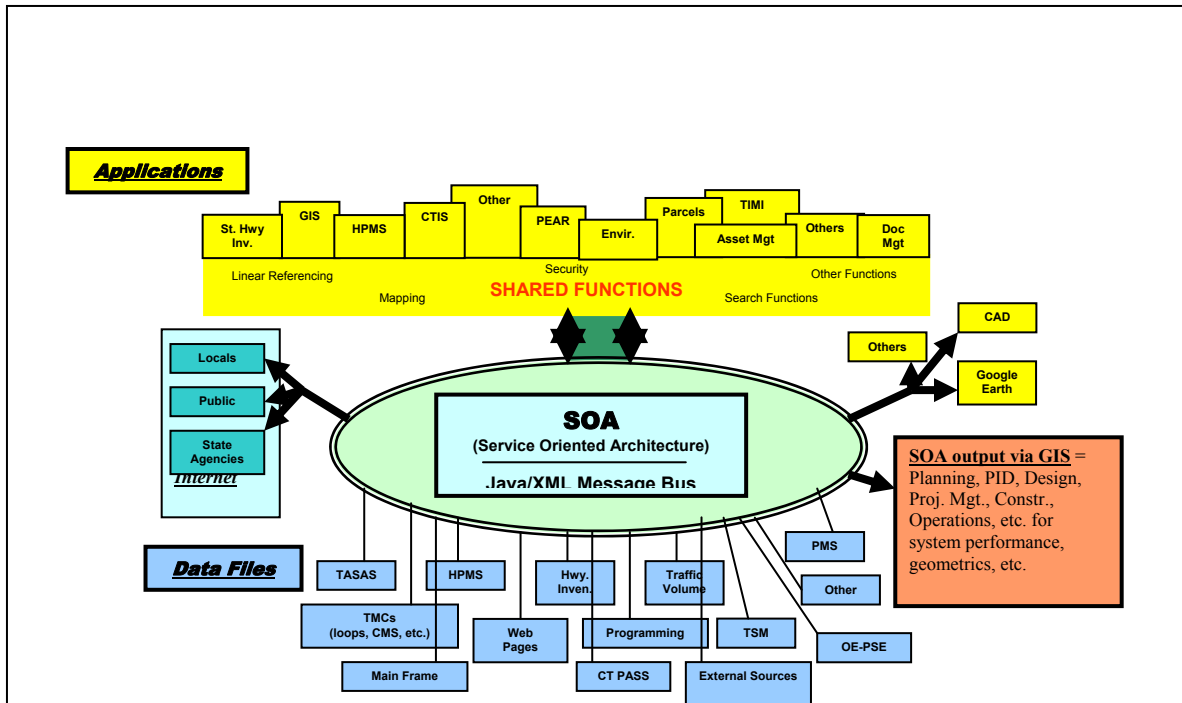 Applications
Other
TIMI
GIS
CTIS
PEAR
Parcels
St. Hwy
Inv.
HPMS
Envir.
Asset Mgt
Others
Doc
Mgt
Linear Referencing
Security
Other Functions
Mapping
SHARED FUNCTIONS
Search Functions
CAD
Others
Google
Earth
Locals
Public
State
Agencies
Internet
SOA
(Service Oriented Architecture)
Java/XML Message Bus
SOA output via GIS =
Planning, PID, Design,
Proj. Mgt., Constr.,
Operations, etc. for
system performance,
geometrics, etc.
Data Files
TASAS
HPMS
Hwy.
Inven.
Traffic
Volume
PMS
Other
TMCs
(loops, CMS, etc.)
Web
Pages
Programming
TSM
OE-PSE
Main Frame
CT PASS
External Sources